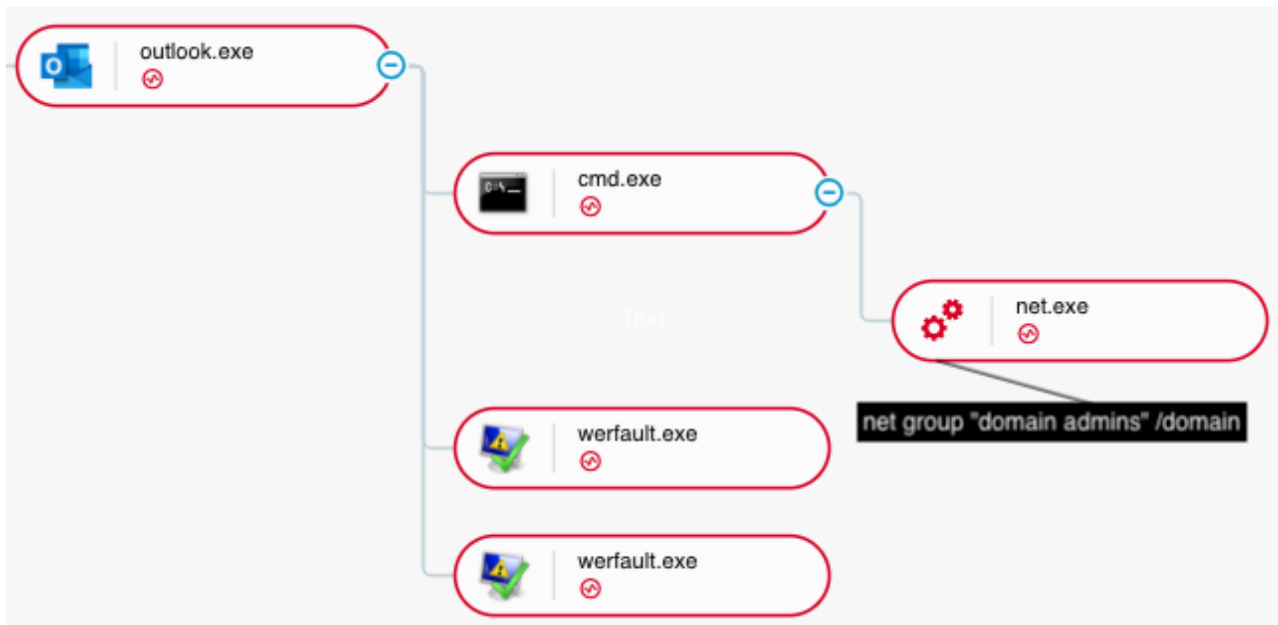 outlook.exe
cmd.exe
net.exe
Text
net group "domain admins" /domain
werfault.exe
werfault.exe